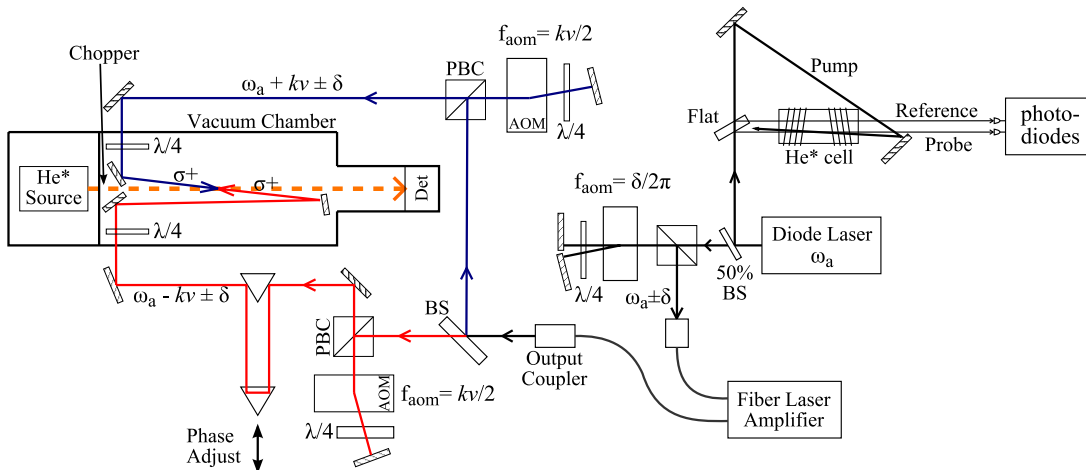 Chopper
ω_a + kv ± δ
PBC
f_aom = kv/2
AOM
λ/4
Vacuum Chamber
λ/4
He*
Source
σ+
σ+
Det
λ/4
ω_a - kv ± δ
Phase
Adjust
PBC
AOM
f_aom = kv/2
λ/4
BS
Output
Coupler
Fiber Laser
Amplifier
f_aom = δ/2π
λ/4
ω_a±δ
50%
BS
Diode Laser
ω_a
Flat
Pump
He* cell
Reference
Probe
photo-
diodes